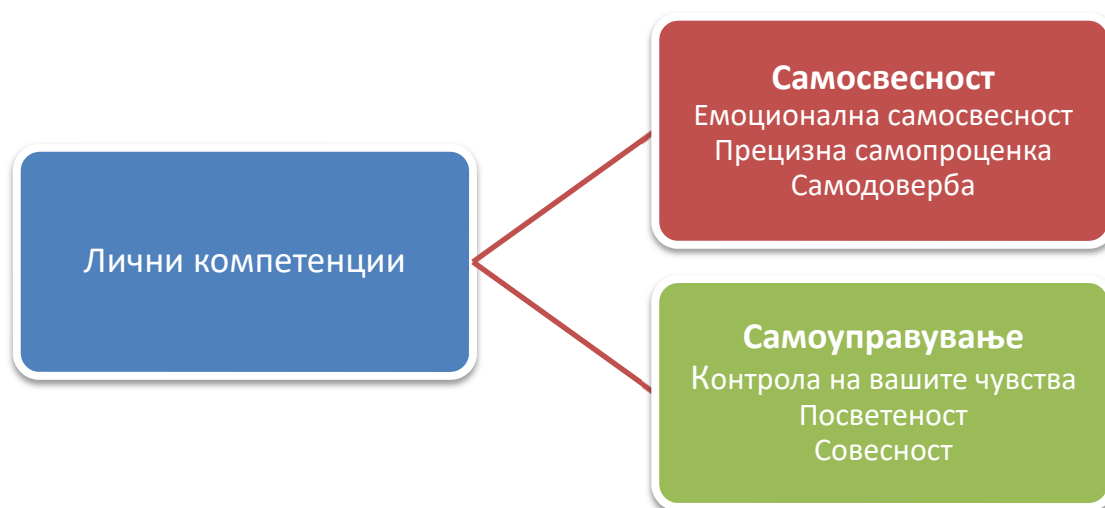 Лични компетенции
Самосвесност
Емоционална самосвесност
Прецизна самопроценка
Самодоверба
Самоуправување
Контрола на вашите чувства
Посветеност
Совесност